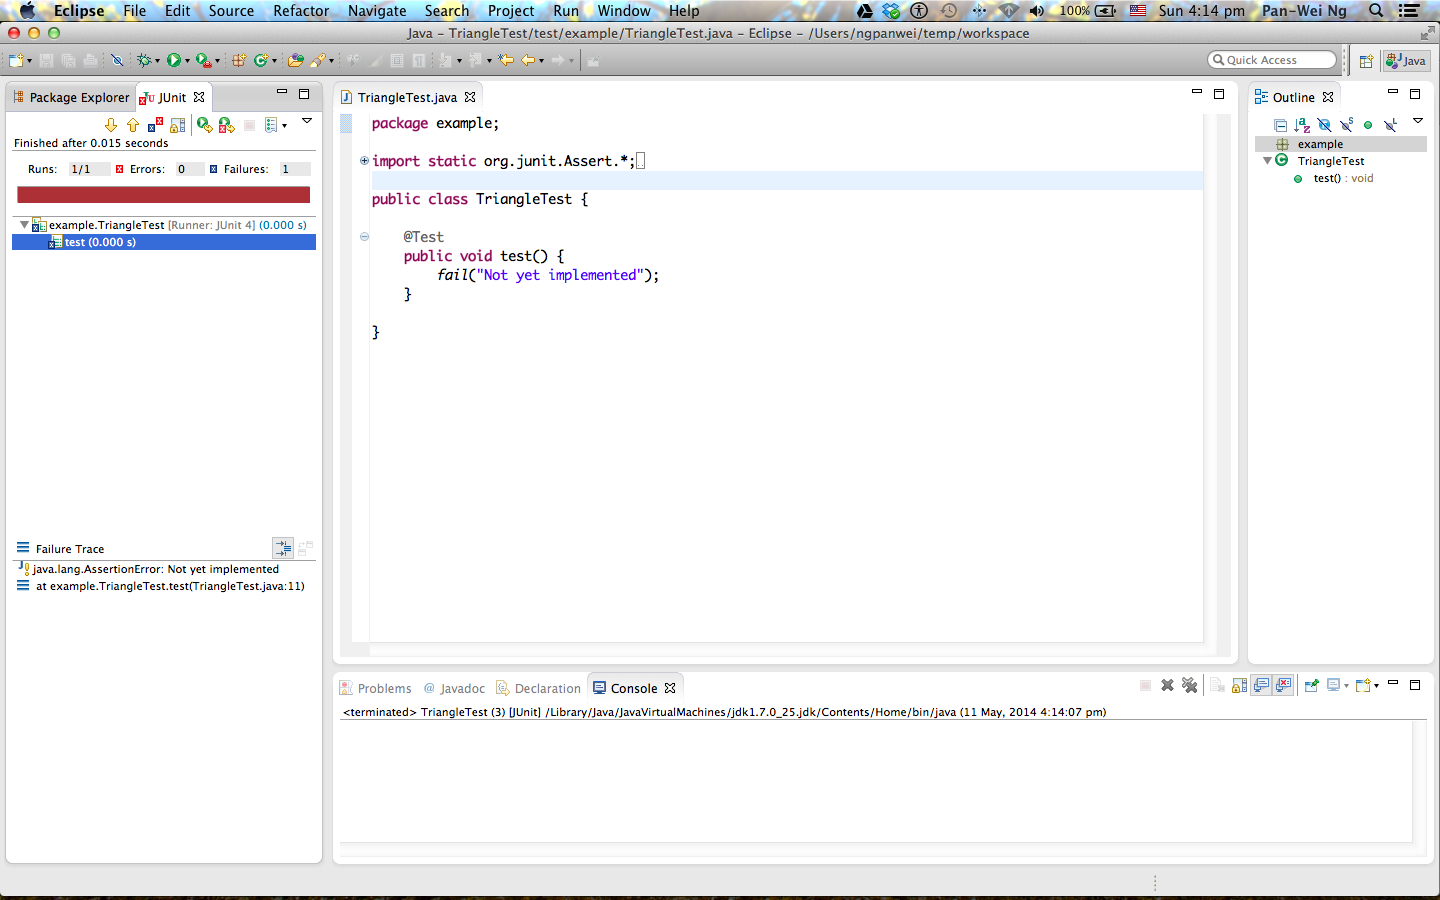 Eclipse File Edit Source Refactor Navigate Search Project Run Window Help 100% Sun 4:14 pm Pan-Wei Ng
Java - TriangleTest/test/example/TriangleTest.java - Eclipse - /Users/ngpanwei/temp/workspace
Quick Access Java
Package Explorer JUnit
Finished after 0.015 seconds
Runs: 1/1 Errors: 0 Failures: 1
example.TriangleTest [Runner: JUnit 4] (0.000 s)
test (0.000 s)
Failure Trace
java.lang.AssertionError: Not yet implemented
at example.TriangleTest.test(TriangleTest.java:11)
TriangleTest.java
package example;
import static org.junit.Assert.*;
public class TriangleTest {
@Test
public void test() {
fail("Not yet implemented");
}
}
Outline
example
TriangleTest
test() : void
Problems @ Javadoc Declaration Console
<terminated> TriangleTest (3) [JUnit] /Library/Java/JavaVirtualMachines/jdk1.7.0_25.jdk/Contents/Home/bin/java (11 May, 2014 4:14:07 pm)